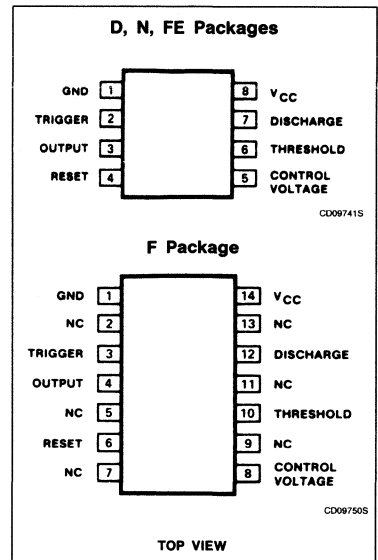 D, N, FE Packages
GND 1 8 VCC
TRIGGER 2 7 DISCHARGE
OUTPUT 3 6 THRESHOLD
RESET 4 5 CONTROL
VOLTAGE
CD09741S
F Package
GND 1 14 VCC
NC 2 13 NC
TRIGGER 3 12 DISCHARGE
OUTPUT 4 11 NC
NC 5 10 THRESHOLD
RESET 6 9 NC
NC 7 8 CONTROL
VOLTAGE
CD09750S
TOP VIEW